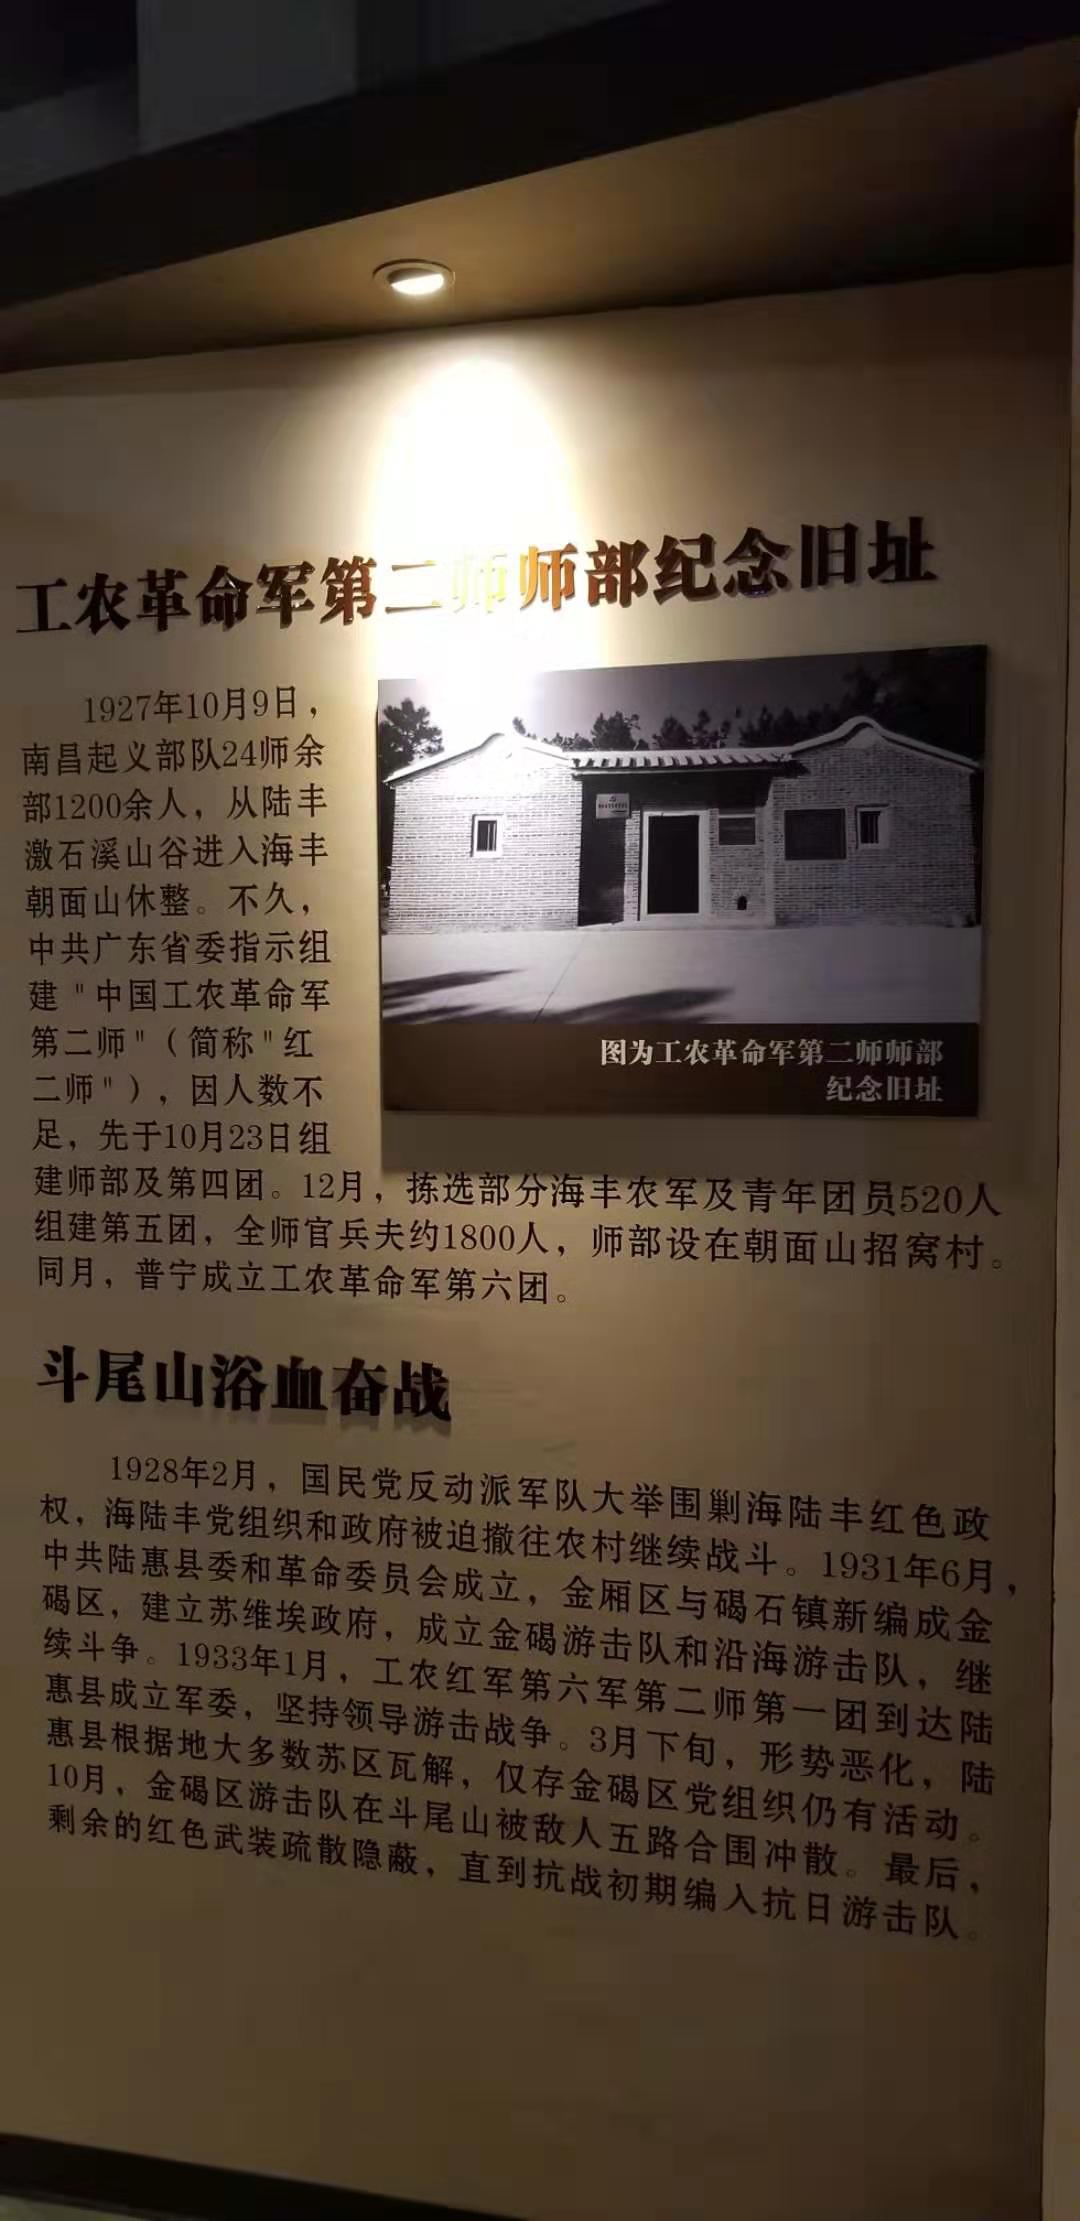 工农革命军第二师师部纪念旧址
1927年10月9日，
南昌起义部队24师余
部1200余人，从陆丰
激石溪山谷进入海丰
朝面山休整。不久，
中共广东省委指示组
建"中国工农革命军
第二师"（简称"红
二师"），因人数不
足，先于10月23日组
建师部及第四团。12月，拣选部分海丰农军及青年团员520人
组建第五团，全师官兵夫约1800人，师部设在朝面山招窝村。
同月，普宁成立工农革命军第六团。
图为工农革命军第二师师部
纪念旧址
斗尾山浴血奋战
1928年2月，国民党反动派军队大举围剿海陆丰红色政
权，海陆丰党组织和政府被迫撤往农村继续战斗。1931年6月，
中共陆惠县委和革命委员会成立，金厢区与碣石镇新编成金
碣区，建立苏维埃政府，成立金碣游击队和沿海游击队，继
续斗争。1933年1月，工农红军第六军第二师第一团到达陆
惠县成立军委，坚持领导游击战争。3月下旬，形势恶化，陆
惠县根据地大多数苏区瓦解，仅存金碣区党组织仍有活动。
10月，金碣区游击队在斗尾山被敌人五路合围冲散。最后，
剩余的红色武装疏散隐蔽，直到抗战初期编入抗日游击队。